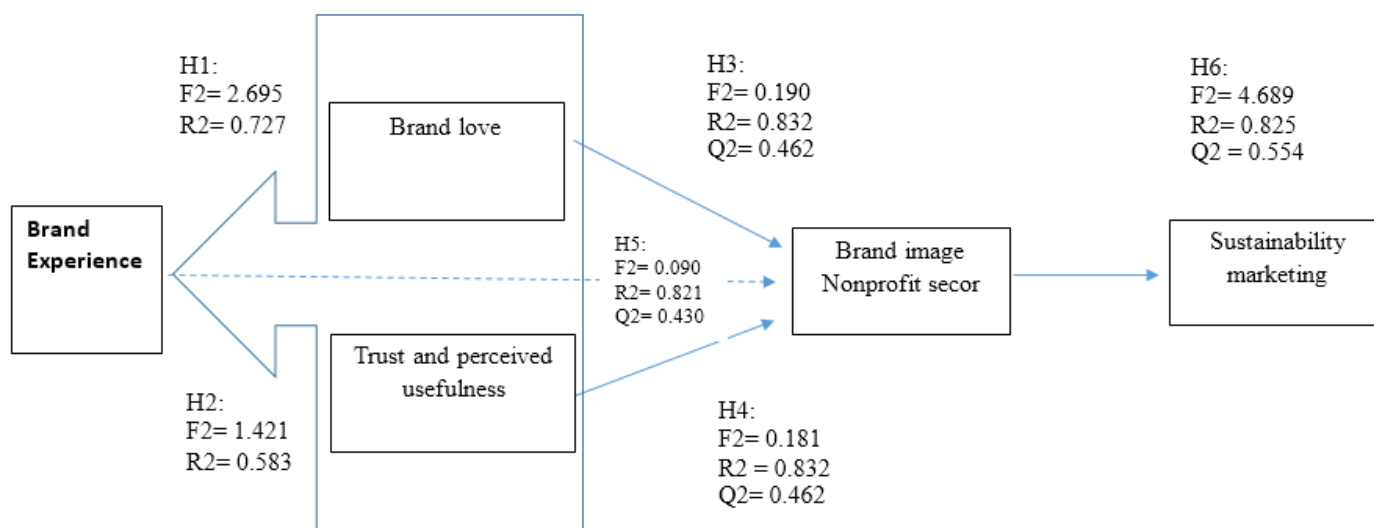 H1:
F2= 2.695
R2= 0.727
Brand love
H3:
F2= 0.190
R2= 0.832
Q2= 0.462
H6:
F2= 4.689
R2= 0.825
Q2 = 0.554
Brand
Experience
H5:
F2= 0.090
R2= 0.821
Q2= 0.430
Brand image
Nonprofit secor
Sustainability
marketing
Trust and perceived
usefulness
H2:
F2= 1.421
R2= 0.583
H4:
F2= 0.181
R2 = 0.832
Q2= 0.462